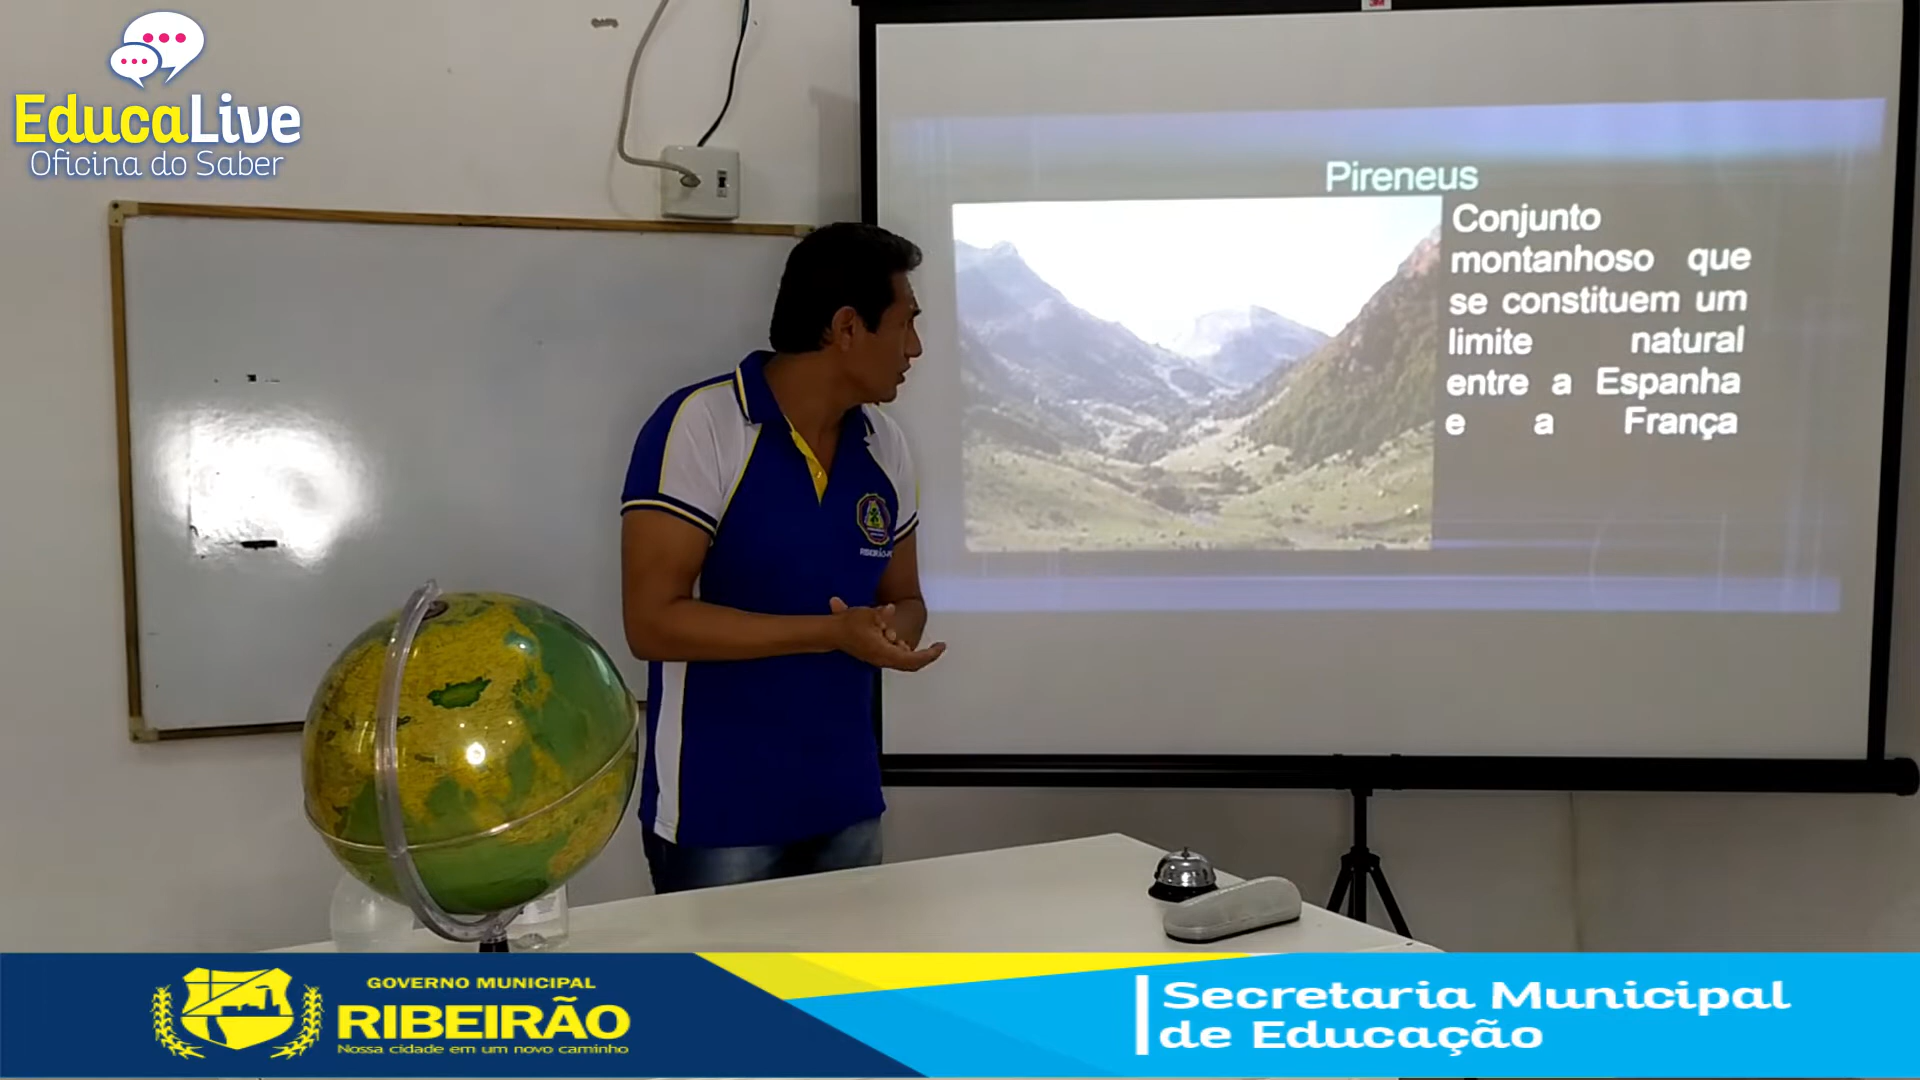 EducaLive
Oficina do Saber
3M
Pireneus
Conjunto
montanhoso que
se constituem um
limite natural
entre a Espanha
e a França
GOVERNO MUNICIPAL
RIBEIRÃO
Nossa cidade em um novo caminho
Secretaria Municipal
de Educação